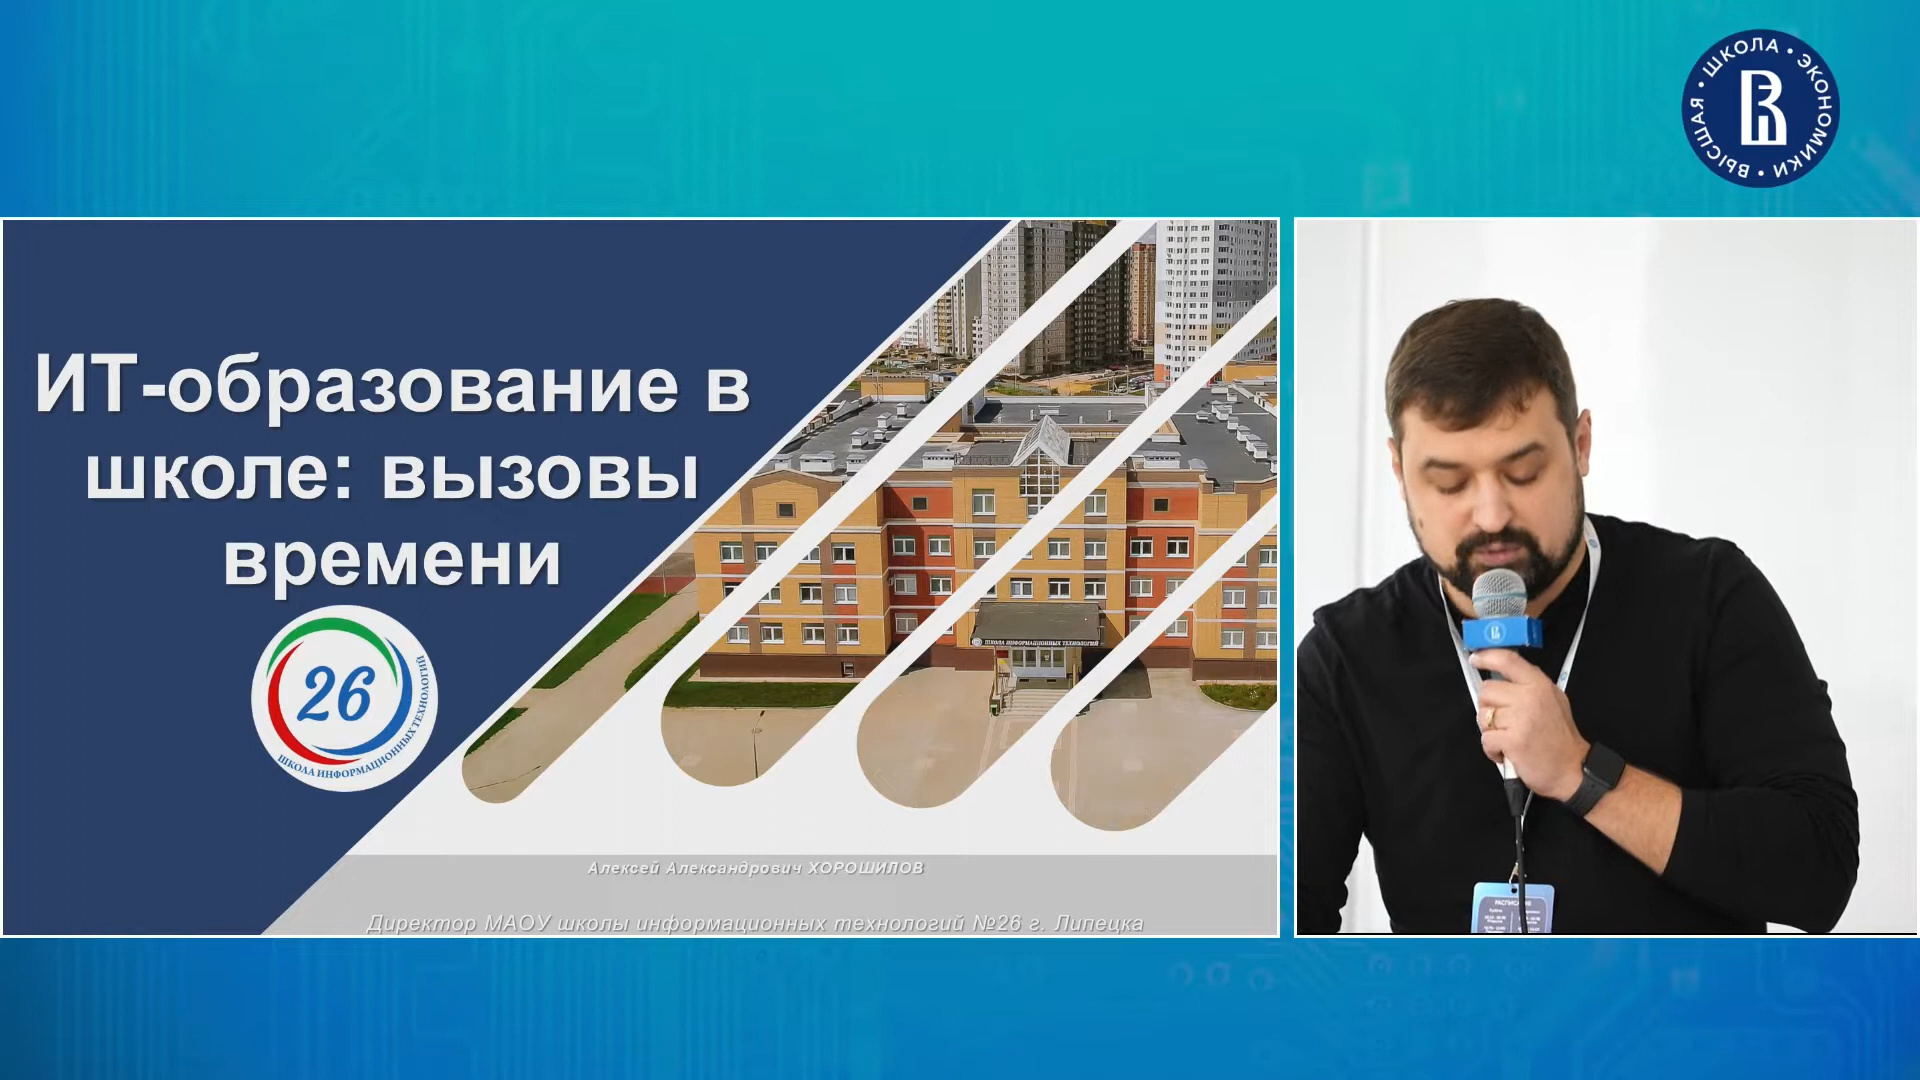 ВЫСШАЯ • ШКОЛА • ЭКОНОМИКИ •
ИТ-образование в
школе: вызовы
времени
26
ШКОЛА ИНФОРМАЦИОННЫХ ТЕХНОЛОГИЙ
ШКОЛА ИНФОРМАЦИОННЫХ ТЕХНОЛОГИЙ
Алексей Александрович ХОРОШИЛОВ
Директор МАОУ школы информационных технологий №26 г. Липецка
РАСПИСАНИЕ